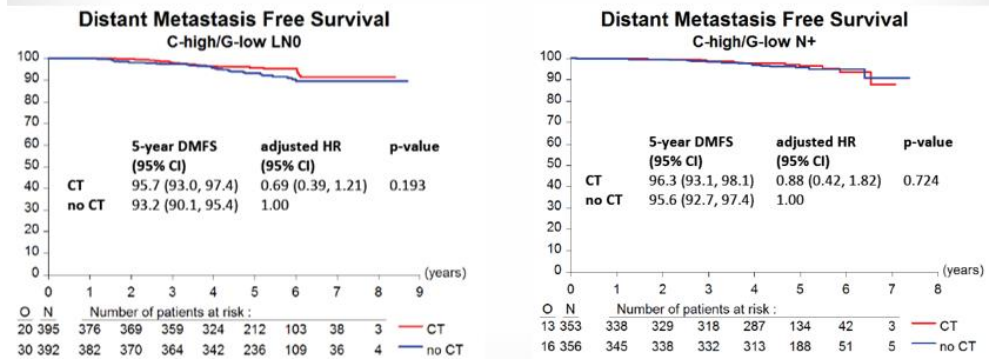 Distant Metastasis Free Survival
C-high/G-low LN0
100
90
80
70
60
50
40
30
20
10
0
5-year DMFS adjusted HR p-value
(95% CI) (95% CI)
CT 95.7 (93.0, 97.4) 0.69 (0.39, 1.21) 0.193
no CT 93.2 (90.1, 95.4) 1.00
(years)
0 1 2 3 4 5 6 7 8 9
O N Number of patients at risk :
20 395 376 369 359 324 212 103 38 3 CT
30 392 382 370 364 342 236 109 36 4 no CT
Distant Metastasis Free Survival
C-high/G-low N+
100
90
80
70
60
50
40
30
20
10
0
5-year DMFS adjusted HR p-value
(95% CI) (95% CI)
CT 96.3 (93.1, 98.1) 0.88 (0.42, 1.82) 0.724
no CT 95.6 (92.7, 97.4) 1.00
(years)
0 1 2 3 4 5 6 7 8
O N Number of patients at risk :
13 353 338 329 318 287 134 42 3 CT
16 356 345 338 332 313 188 51 5 no CT